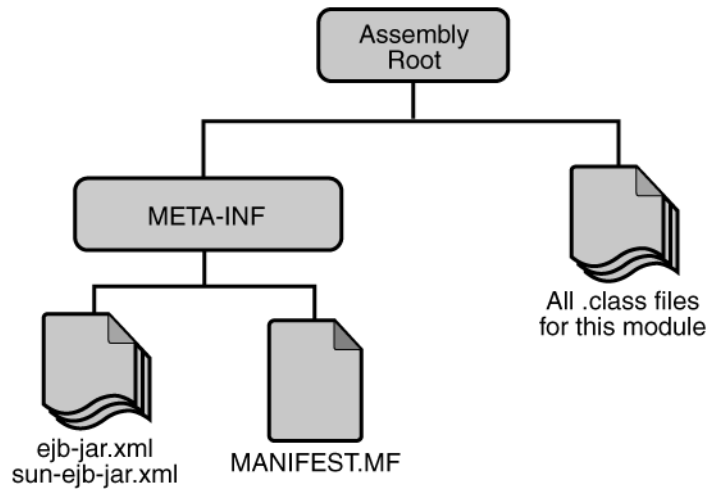 Assembly
Root
META-INF
All .class files
for this module
ejb-jar.xml
sun-ejb-jar.xml
MANIFEST.MF